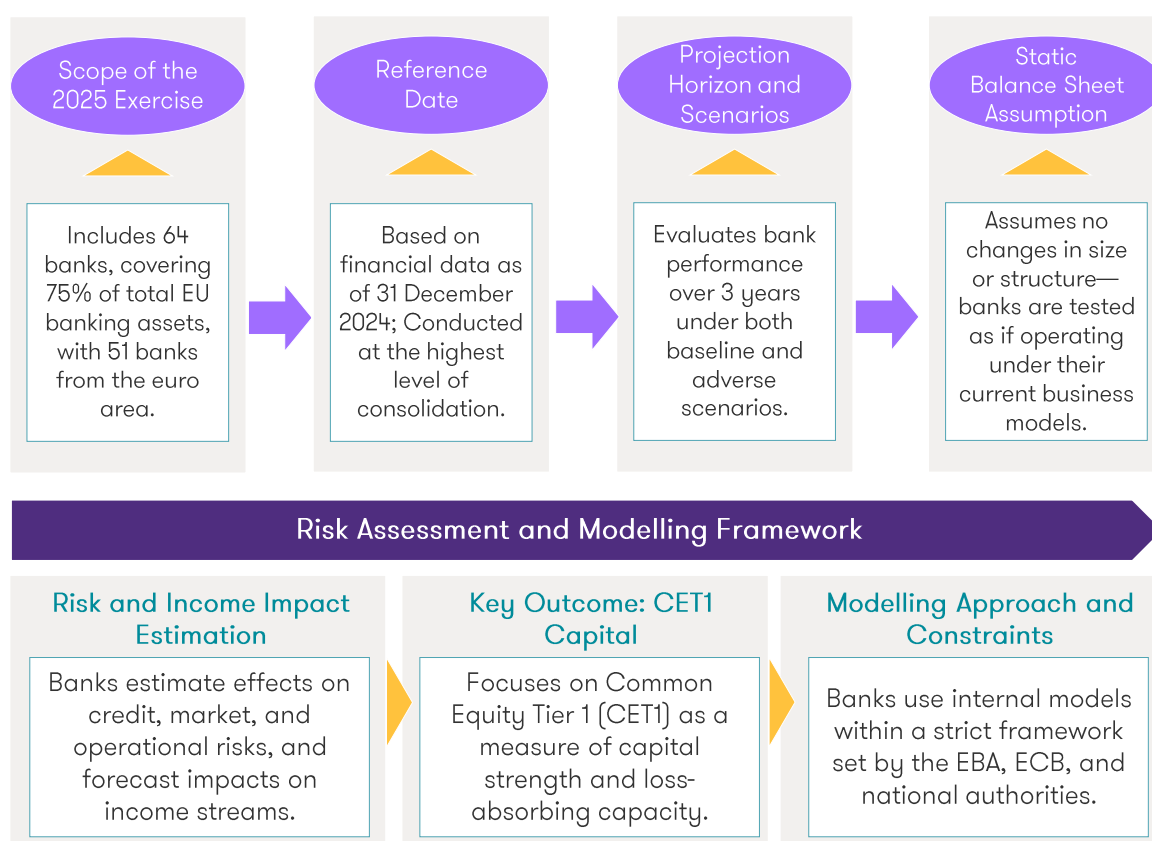 Scope of the
2025 Exercise
Includes 64
banks, covering
75% of total EU
banking assets,
with 51 banks
from the euro
area.
Reference
Date
Based on
financial data as
of 31 December
2024; Conducted
at the highest
level of
consolidation.
Projection
Horizon and
Scenarios
Evaluates bank
performance
over 3 years
under both
baseline and
adverse
scenarios.
Static
Balance Sheet
Assumption
Assumes no
changes in size
or structure—
banks are tested
as if operating
under their
current business
models.
Risk Assessment and Modelling Framework
Risk and Income Impact
Estimation
Banks estimate effects on
credit, market, and
operational risks, and
forecast impacts on
income streams.
Key Outcome: CET1
Capital
Focuses on Common
Equity Tier 1 (CET1) as a
measure of capital
strength and loss-
absorbing capacity.
Modelling Approach and
Constraints
Banks use internal models
within a strict framework
set by the EBA, ECB, and
national authorities.